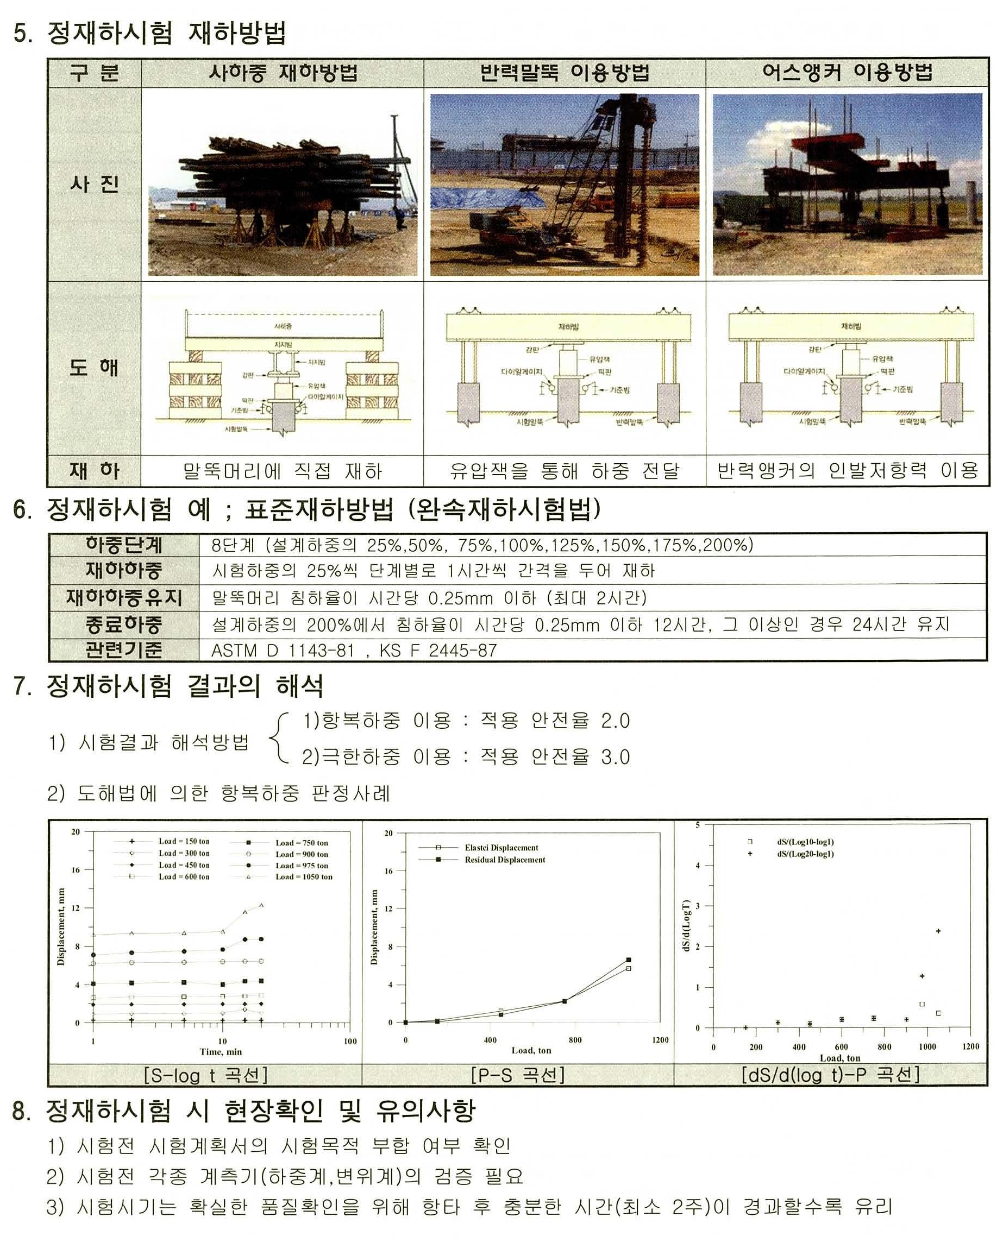 5. 정재하시험 재하방법
구 분 사하중 재하방법 반력말뚝 이용방법 어스앵커 이용방법
사 진
도 해
사하중
지지빔
지지빔
강판
유압잭
떡판
다이알게이지
기준빔
시험말뚝
재하빔
강판
유압잭
다이알게이지
떡판
기준빔
시험말뚝
반력말뚝
재하빔
강판
유압잭
다이알게이지
떡판
기준빔
시험말뚝
반력말뚝
재 하 말뚝머리에 직접 재하 유압잭을 통해 하중 전달 반력앵커의 인발저항력 이용
6. 정재하시험 예 ; 표준재하방법 (완속재하시험법)
하중단계 8단계 (설계하중의 25%,50%, 75%,100%,125%,150%,175%,200%)
재하하중 시험하중의 25%씩 단계별로 1시간씩 간격을 두어 재하
재하하중유지 말뚝머리 침하율이 시간당 0.25mm 이하 (최대 2시간)
종료하중 설계하중의 200%에서 침하율이 시간당 0.25mm 이하 12시간, 그 이상인 경우 24시간 유지
관련기준 ASTM D 1143-81 , KS F 2445-87
7. 정재하시험 결과의 해석
1) 시험결과 해석방법
1)항복하중 이용 : 적용 안전율 2.0
2)극한하중 이용 : 적용 안전율 3.0
2) 도해법에 의한 항복하중 판정사례
20
16
12
8
4
0
Displacement, mm
Load = 150 ton Load = 750 ton
Load = 300 ton Load = 900 ton
Load = 450 ton Load = 975 ton
Load = 600 ton Load = 1050 ton
1 10 100
Time, min
20
16
12
8
4
0
Displacement, mm
Elastci Displacement
Residual Displacement
0 400 800 1200
Load, ton
5
4
3
2
1
0
dS/d(LogT)
dS/(Log10-log1)
dS/(Log20-log1)
0 200 400 600 800 1000 1200
Load, ton
[S-log t 곡선] [P-S 곡선] [dS/d(log t)-P 곡선]
8. 정재하시험 시 현장확인 및 유의사항
1) 시험전 시험계획서의 시험목적 부합 여부 확인
2) 시험전 각종 계측기(하중계,변위계)의 검증 필요
3) 시험시기는 확실한 품질확인을 위해 항타 후 충분한 시간(최소 2주)이 경과할수록 유리